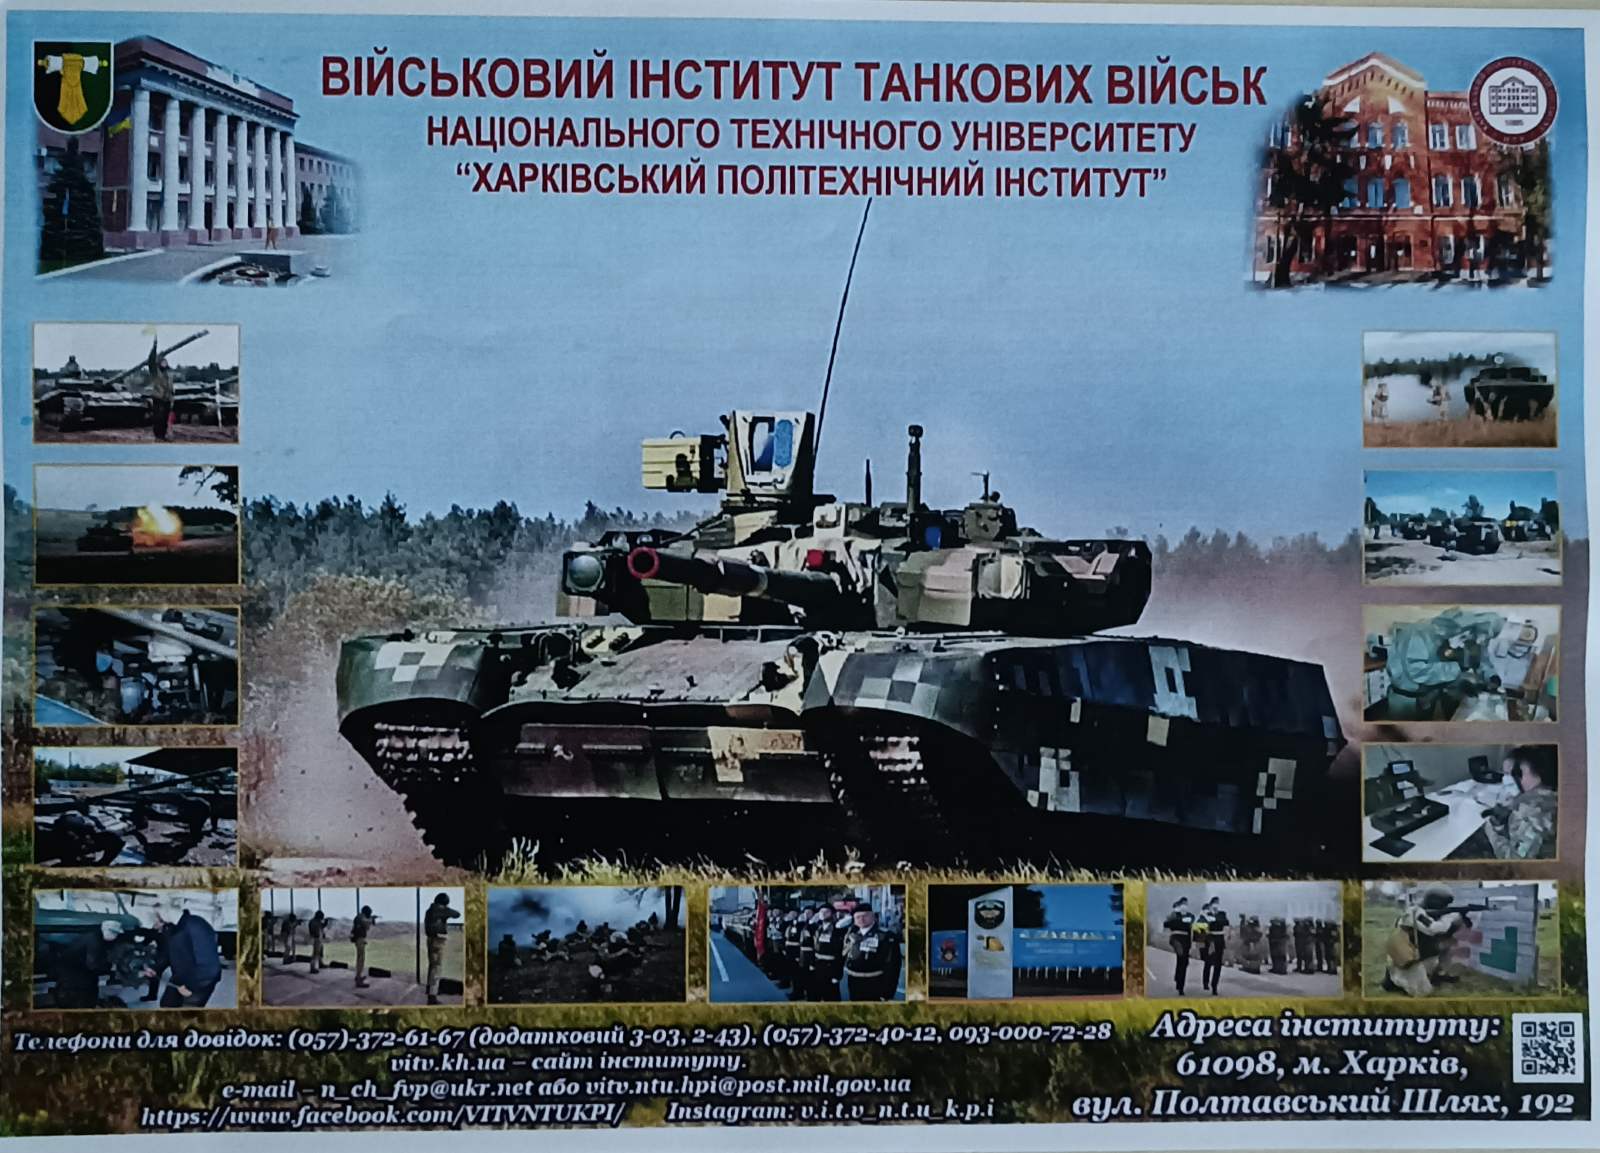 ВІЙСЬКОВИЙ ІНСТИТУТ ТАНКОВИХ ВІЙСЬК
НАЦІОНАЛЬНОГО ТЕХНІЧНОГО УНІВЕРСИТЕТУ
“ХАРКІВСЬКИЙ ПОЛІТЕХНІЧНИЙ ІНСТИТУТ”
Телефони для довідок: (057)-372-61-67 (додатковий 3-03, 2-43), (057)-372-40-12, 093-000-72-28
vitv.kh.ua – сайт інституту.
e-mail – n_ch_fvp@ukr.net або vitv.ntu.hpi@post.mil.gov.ua
https://www.facebook.com/VITVNTUKPI/ Instagram: v.i.t.v_n.t.u_k.p.i
Адреса інституту:
61098, м. Харків,
вул. Полтавський Шлях, 192